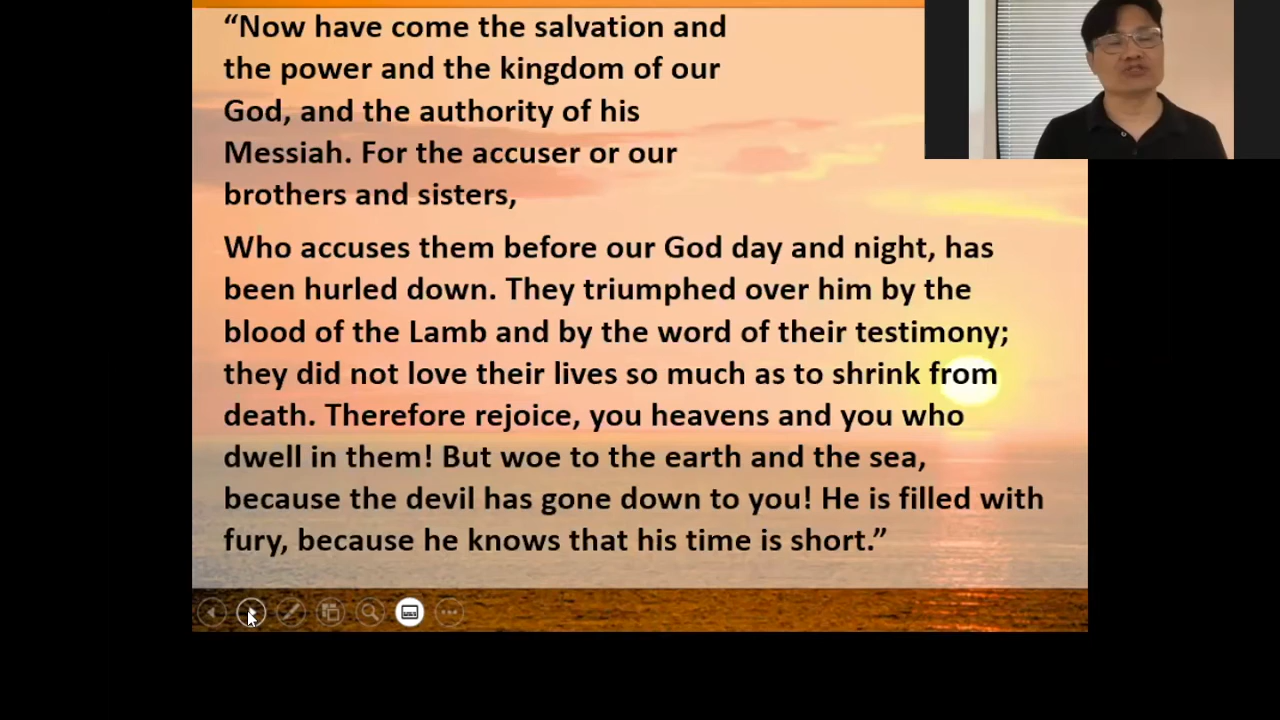 “Now have come the salvation and
the power and the kingdom of our
God, and the authority of his
Messiah. For the accuser or our
brothers and sisters,
Who accuses them before our God day and night, has
been hurled down. They triumphed over him by the
blood of the Lamb and by the word of their testimony;
they did not love their lives so much as to shrink from
death. Therefore rejoice, you heavens and you who
dwell in them! But woe to the earth and the sea,
because the devil has gone down to you! He is filled with
fury, because he knows that his time is short.”